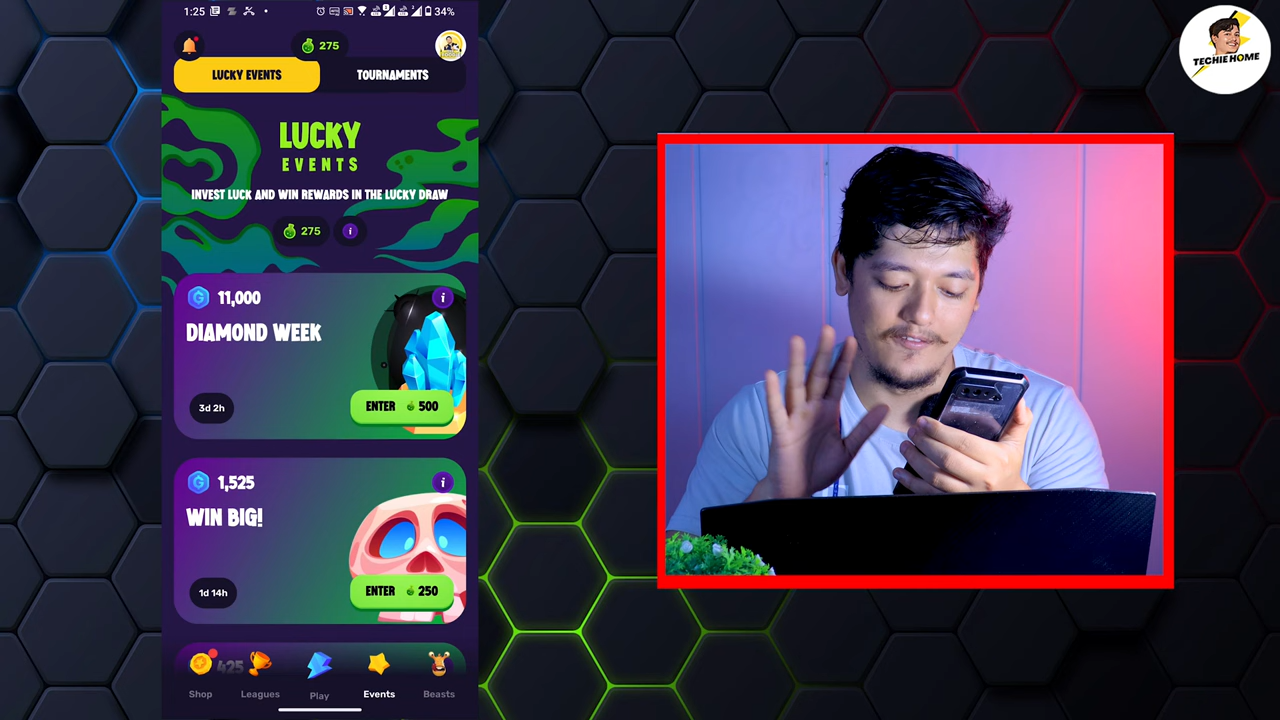 1:25
34%
275
LUCKY EVENTS
TOURNAMENTS
LUCKY
EVENTS
INVEST LUCK AND WIN REWARDS IN THE LUCKY DRAW
275
i
G 11,000
i
DIAMOND WEEK
3d 2h
ENTER 500
G 1,525
i
WIN BIG!
1d 14h
ENTER 250
425
Shop
Leagues
Play
Events
Beasts
TECHIE HOME